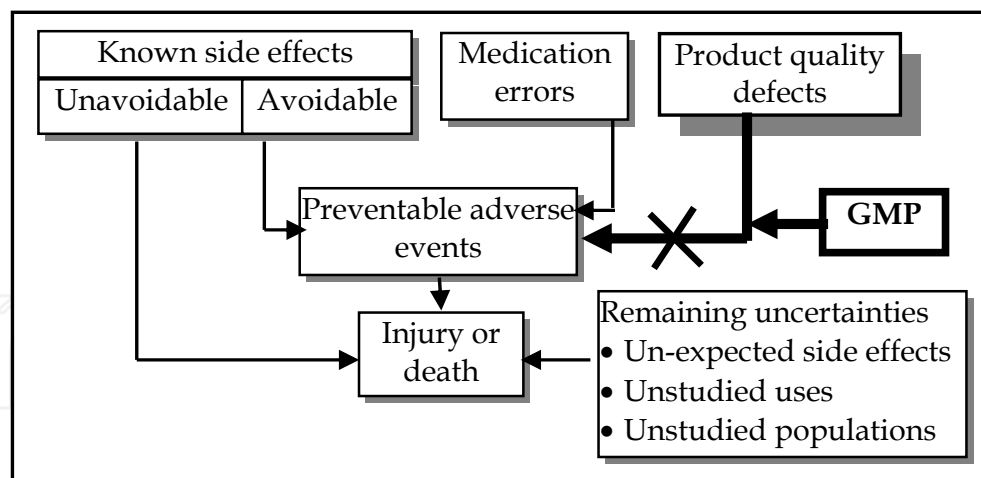 Known side effects
Unavoidable
Avoidable
Medication
errors
Product quality
defects
Preventable adverse
events
GMP
Injury or
death
Remaining uncertainties
• Un-expected side effects
• Unstudied uses
• Unstudied populations